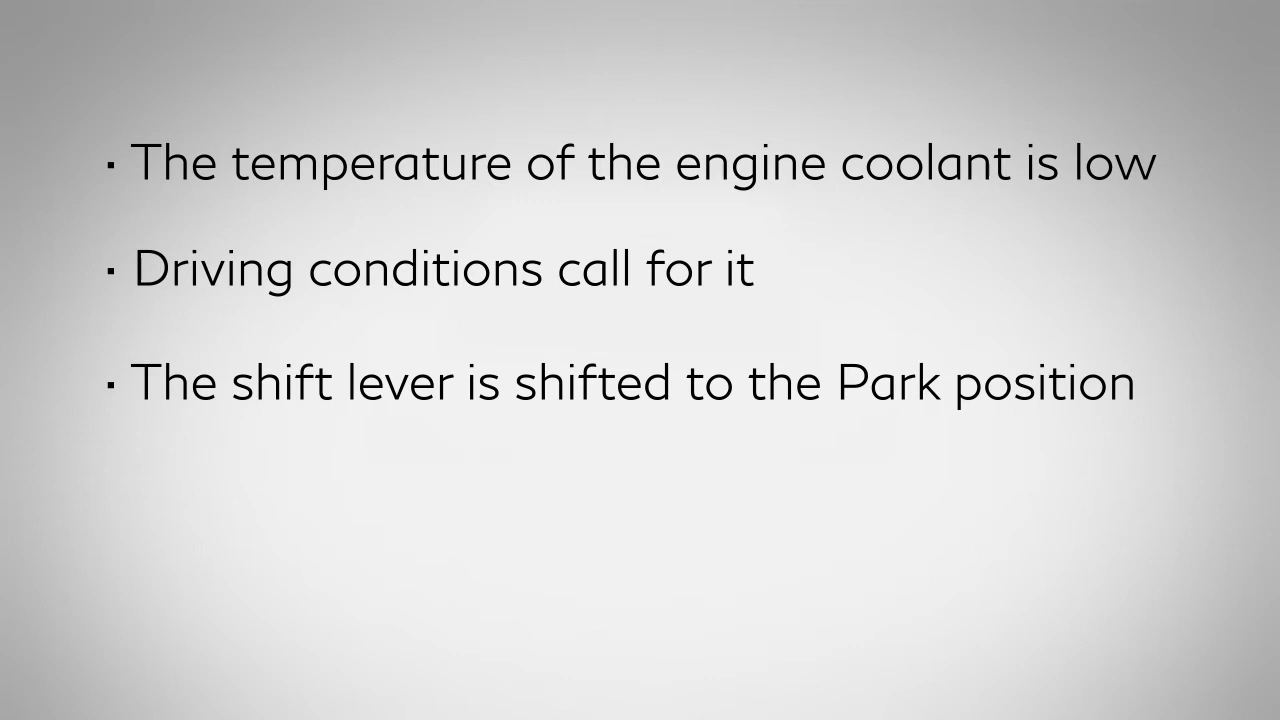 · The temperature of the engine coolant is low
· Driving conditions call for it
· The shift lever is shifted to the Park position